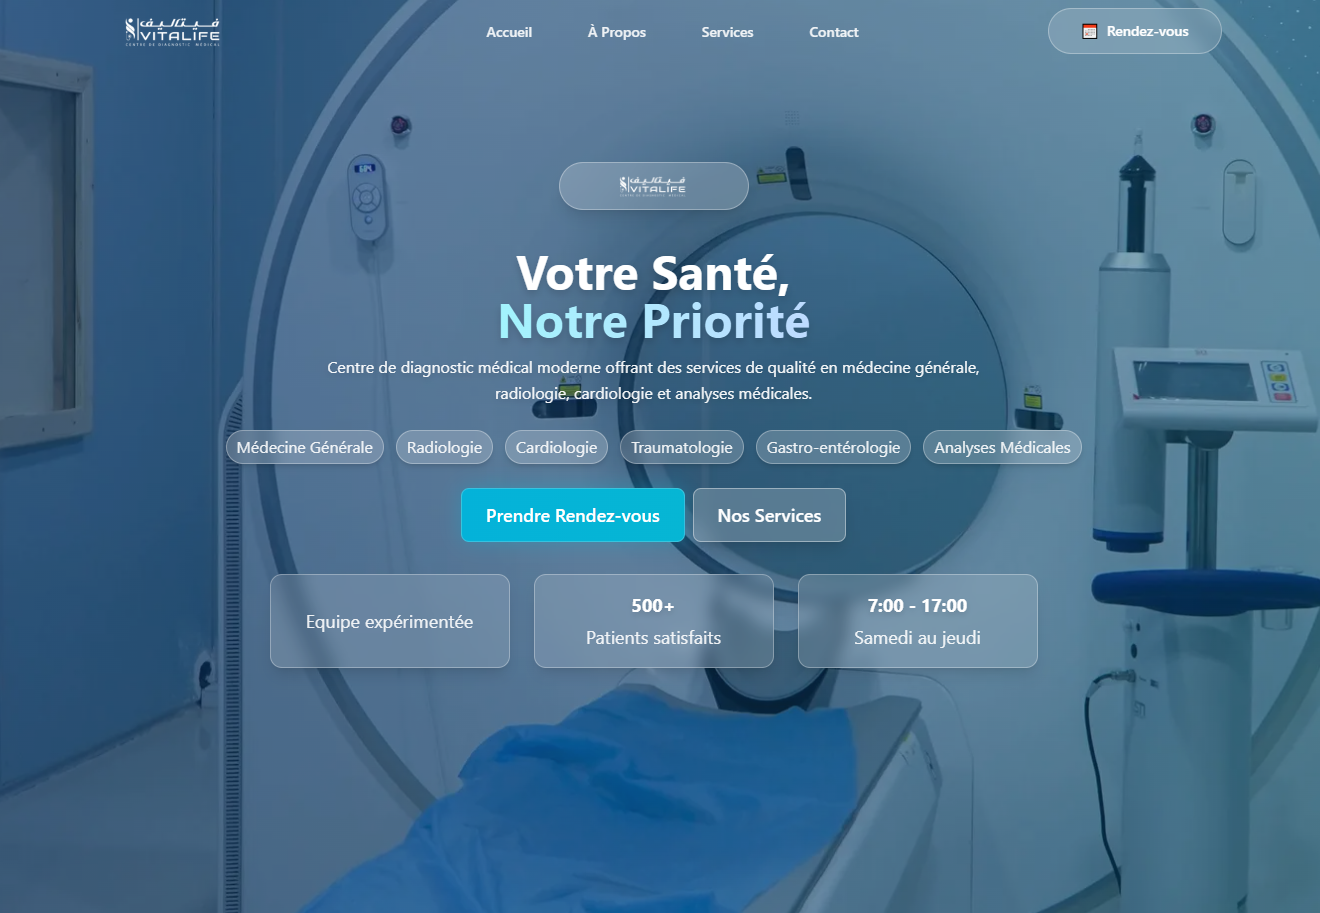 فيتاليف
VITALIFE
CENTRE DE DIAGNOSTIC MEDICAL
Accueil
À Propos
Services
Contact
Rendez-vous
فيتاليف
VITALIFE
CENTRE DE DIAGNOSTIC MEDICAL
Votre Santé,
Notre Priorité
Centre de diagnostic médical moderne offrant des services de qualité en médecine générale,
radiologie, cardiologie et analyses médicales.
Médecine Générale
Radiologie
Cardiologie
Traumatologie
Gastro-entérologie
Analyses Médicales
Prendre Rendez-vous
Nos Services
Equipe expérimentée
500+
Patients satisfaits
7:00 - 17:00
Samedi au jeudi